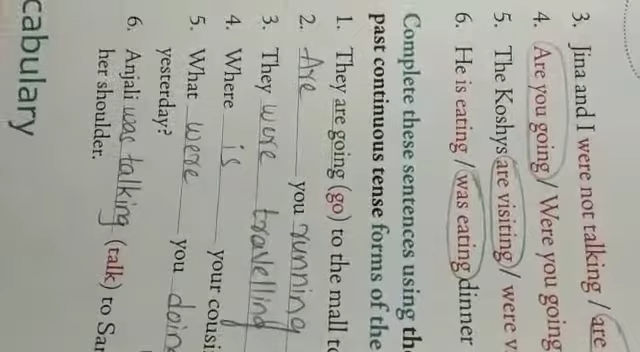 3. Jina and I were not talking / are
4. Are you going / Were you going
5. The Koshys are visiting / were v
6. He is eating / was eating dinner
Complete these sentences using the
past continuous tense forms of the
1. They are going (go) to the mall to
2. Are you running
3. They were travelling
4. Where is your cousi
5. What were you doing
yesterday?
6. Anjali was talking (talk) to Sar
her shoulder.
cabulary